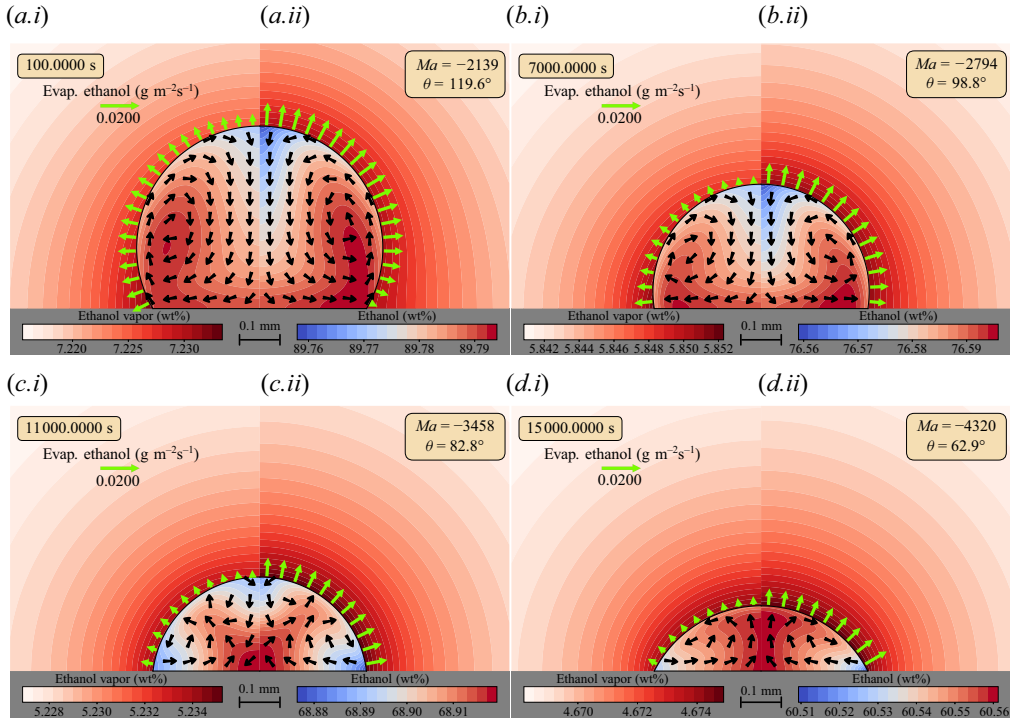 (a.i) (a.ii) (b.i) (b.ii)
100.0000 s
Ma = −2139
θ = 119.6°
Evap. ethanol (g m−2s−1)
0.0200
Ethanol vapor (wt%)
7.220 7.225 7.230
0.1 mm
Ethanol (wt%)
89.76 89.77 89.78 89.79
7000.0000 s
Ma = −2794
θ = 98.8°
Evap. ethanol (g m−2s−1)
0.0200
Ethanol vapor (wt%)
5.842 5.844 5.846 5.848 5.850 5.852
0.1 mm
Ethanol (wt%)
76.56 76.57 76.58 76.59
(c.i) (c.ii) (d.i) (d.ii)
11 000.0000 s
Ma = −3458
θ = 82.8°
Evap. ethanol (g m−2s−1)
0.0200
Ethanol vapor (wt%)
5.228 5.230 5.232 5.234
0.1 mm
Ethanol (wt%)
68.88 68.89 68.90 68.91
15 000.0000 s
Ma = −4320
θ = 62.9°
Evap. ethanol (g m−2s−1)
0.0200
Ethanol vapor (wt%)
4.670 4.672 4.674
0.1 mm
Ethanol (wt%)
60.51 60.52 60.53 60.54 60.55 60.56